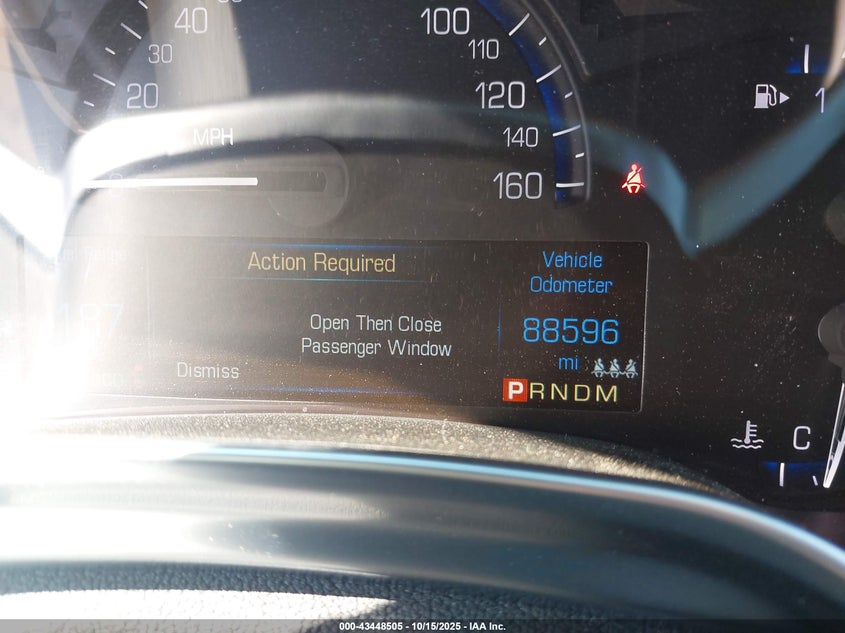 40
30
20
MPH
100
110
120
140
160
1
Action Required
Open Then Close
Passenger Window
Dismiss
Vehicle
Odometer
88596
mi
PRNDM
C
000-43448505 - 10/15/2025 - IAA Inc.